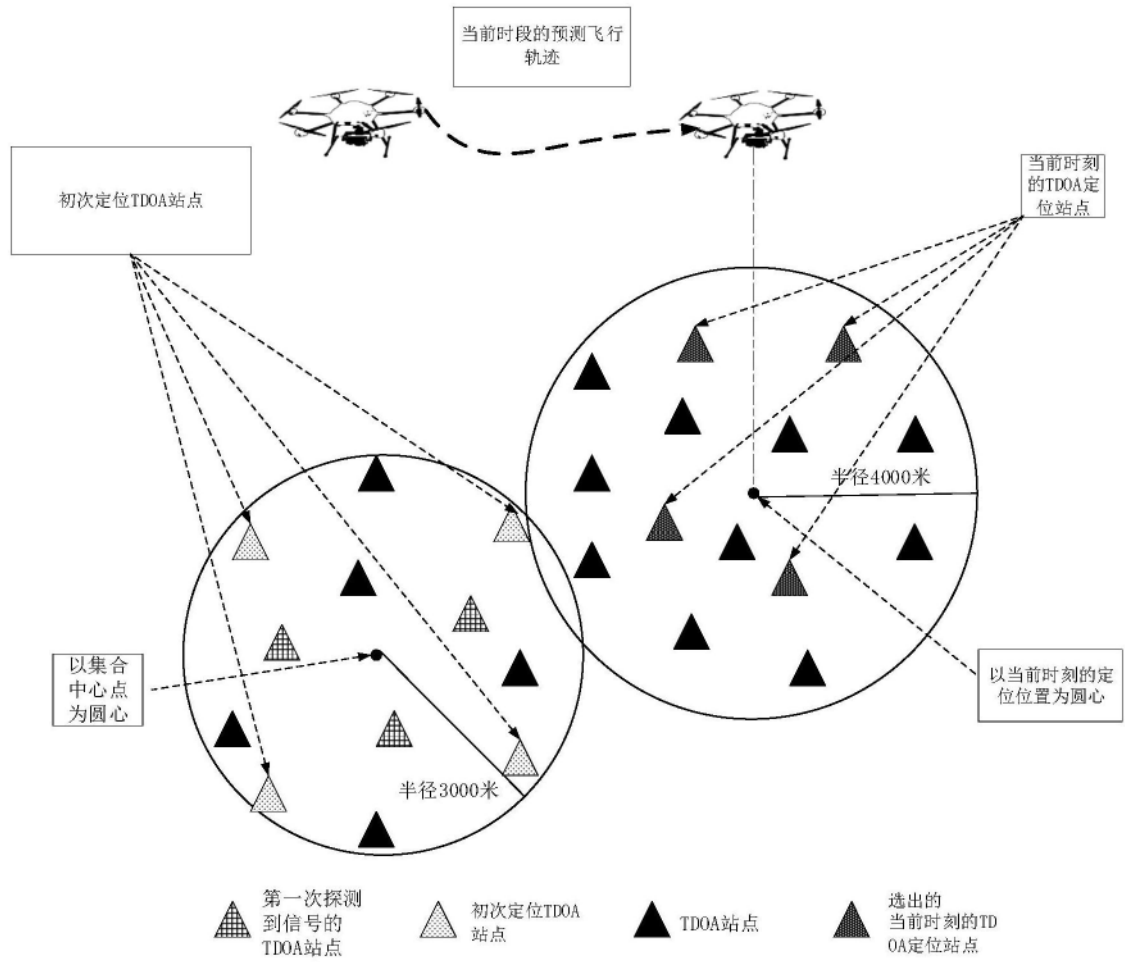 当前时段的预测飞行
轨迹
初次定位TDOA站点
当前时刻
的TDOA定
位站点
半径4000米
以集合
中心点
为圆心
以当前时刻的定
位位置为圆心
半径3000米
第一次探测
到信号的
TDOA站点
初次定位TDOA
站点
TDOA站点
选出的
当前时刻的TD
OA定位站点